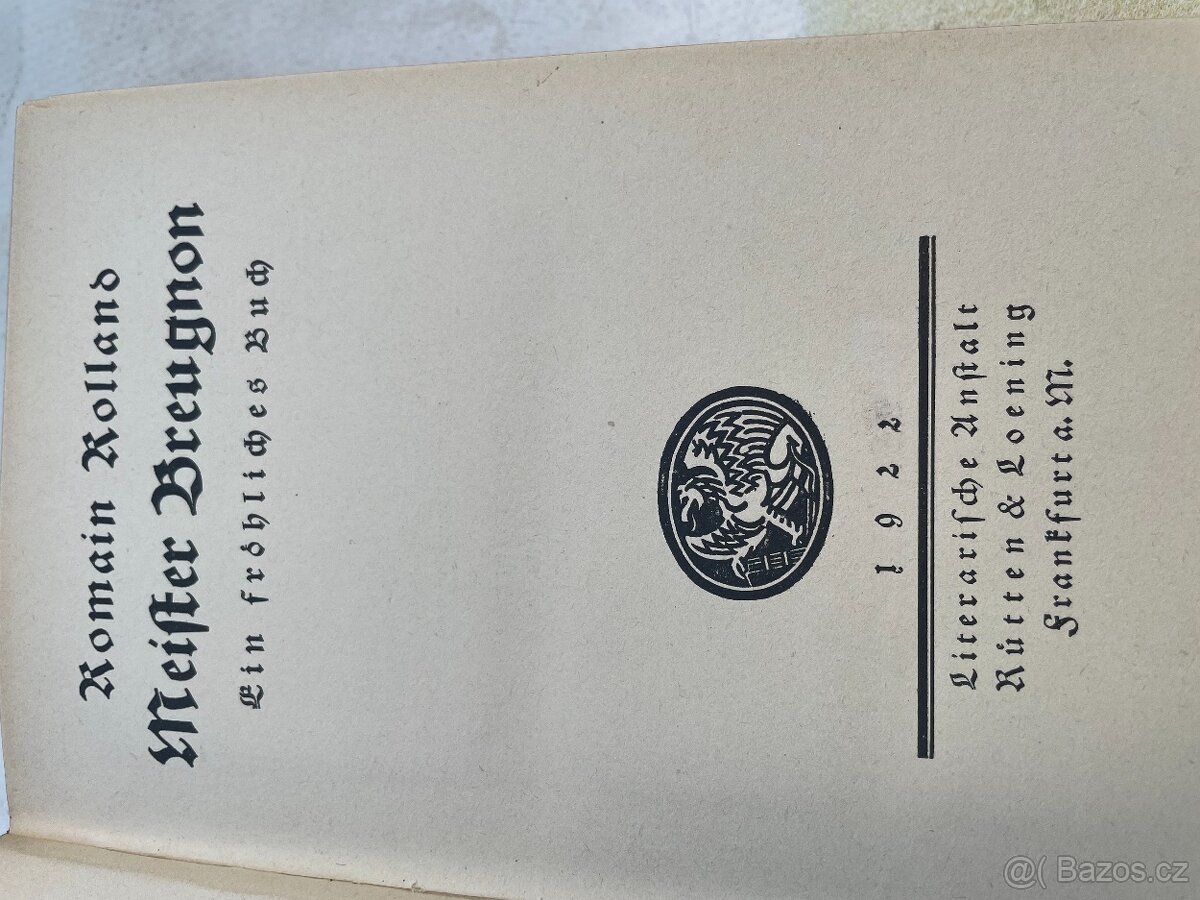 Romain Rolland
Meiſter Breugnon
Ein fröhliches Buch
1922
Literariſche Anſtalt
Rütten & Loening
Frankfurt a. M.
@( Bazos.cz